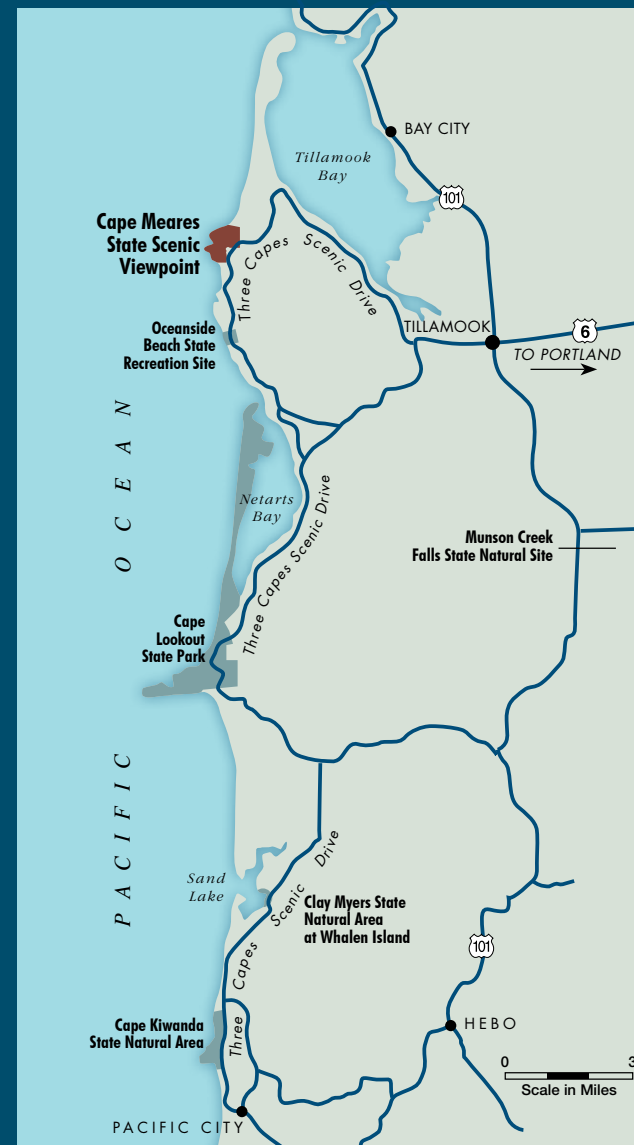 BAY CITY
Tillamook
Bay
101
Cape Meares
State Scenic
Viewpoint
Three Capes Scenic Drive
Oceanside
Beach State
Recreation Site
TILLAMOOK
6
TO PORTLAND
Netarts
Bay
Three Capes Scenic Drive
Munson Creek
Falls State Natural Site
Cape
Lookout
State Park
PACIFIC OCEAN
Sand
Lake
Three Capes Scenic Drive
Clay Myers State
Natural Area
at Whalen Island
101
Cape Kiwanda
State Natural Area
HEBO
0 3
Scale in Miles
PACIFIC CITY